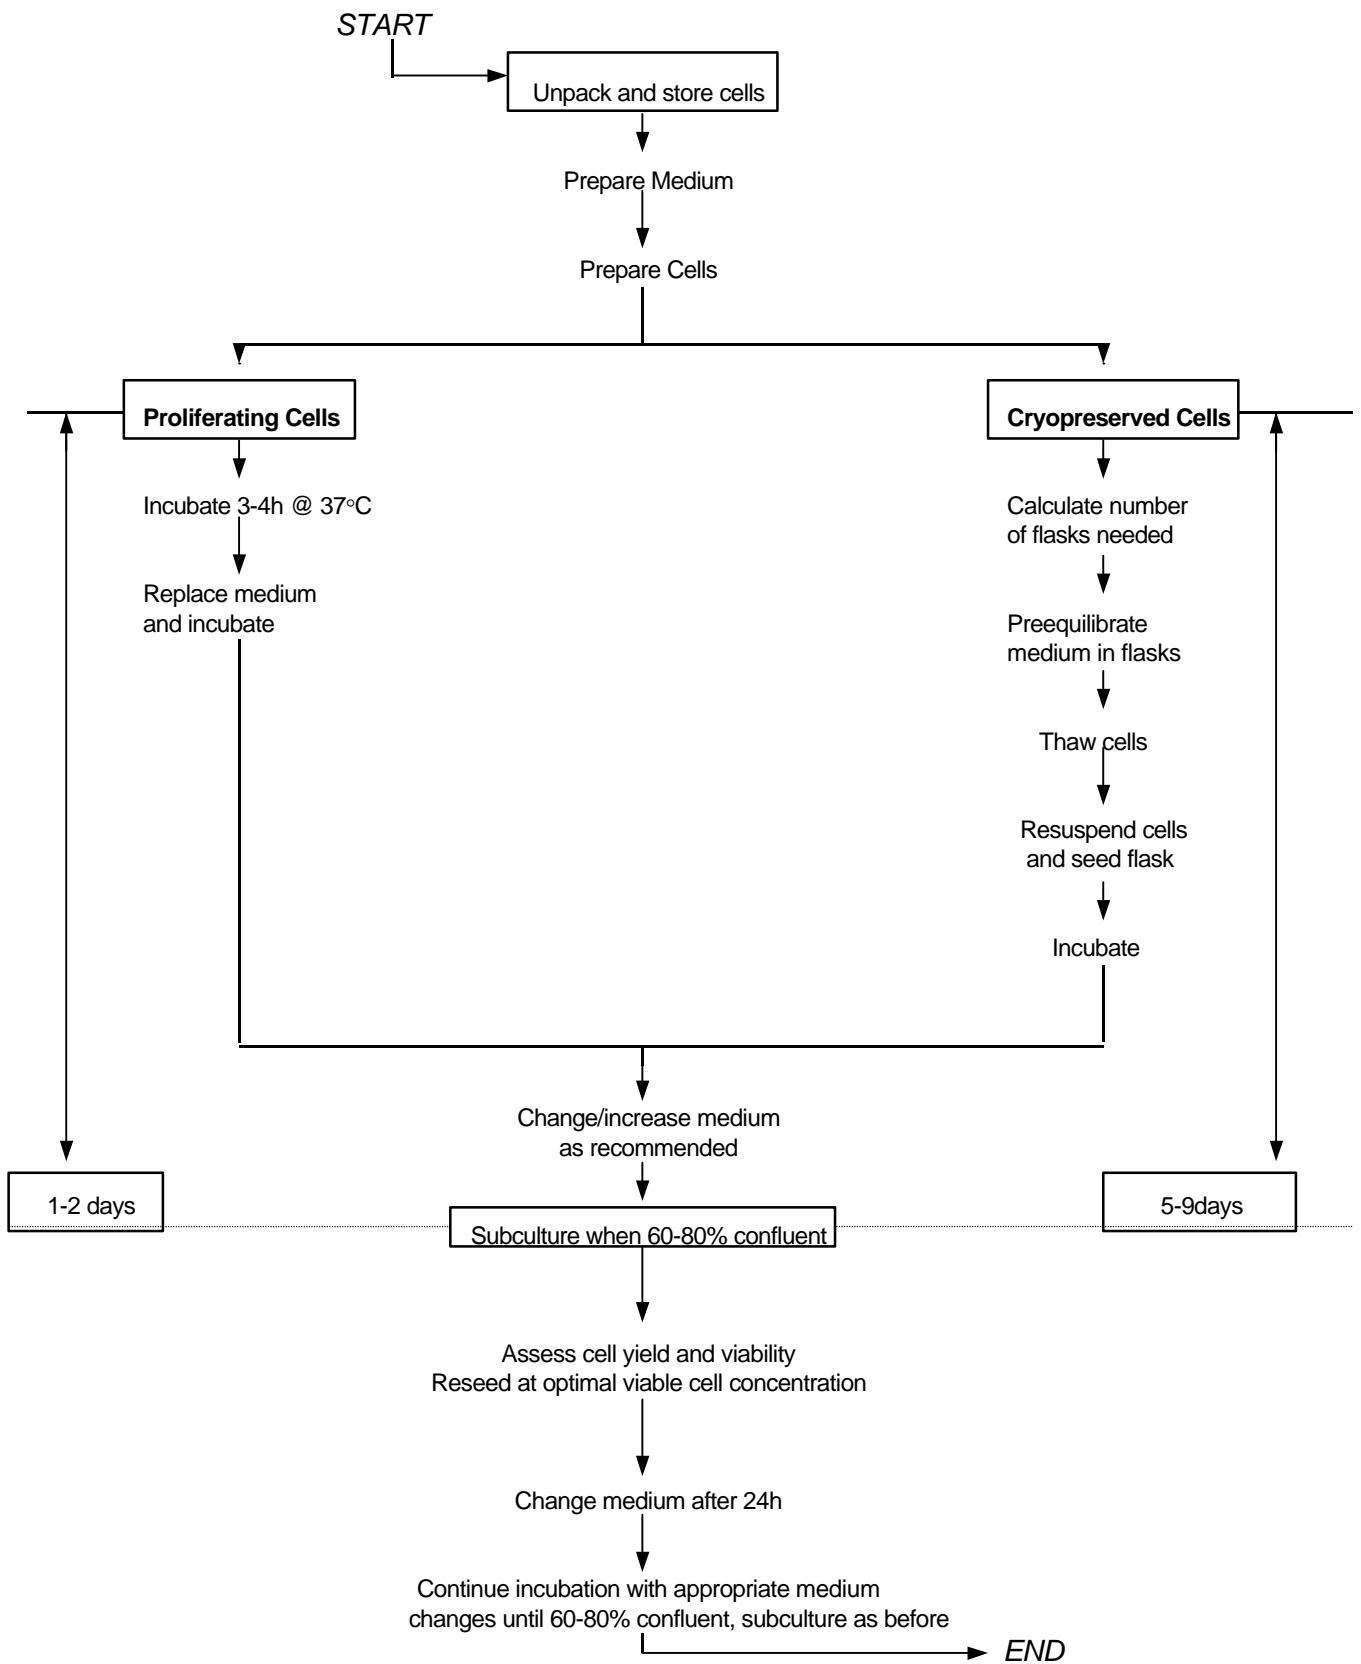 START
Unpack and store cells
Prepare Medium
Prepare Cells
Proliferating Cells
Incubate 3-4h @ 37°C
Replace medium
and incubate
Cryopreserved Cells
Calculate number
of flasks needed
Preequilibrate
medium in flasks
Thaw cells
Resuspend cells
and seed flask
Incubate
Change/increase medium
as recommended
1-2 days
5-9days
Subculture when 60-80% confluent
Assess cell yield and viability
Reseed at optimal viable cell concentration
Change medium after 24h
Continue incubation with appropriate medium
changes until 60-80% confluent, subculture as before
END